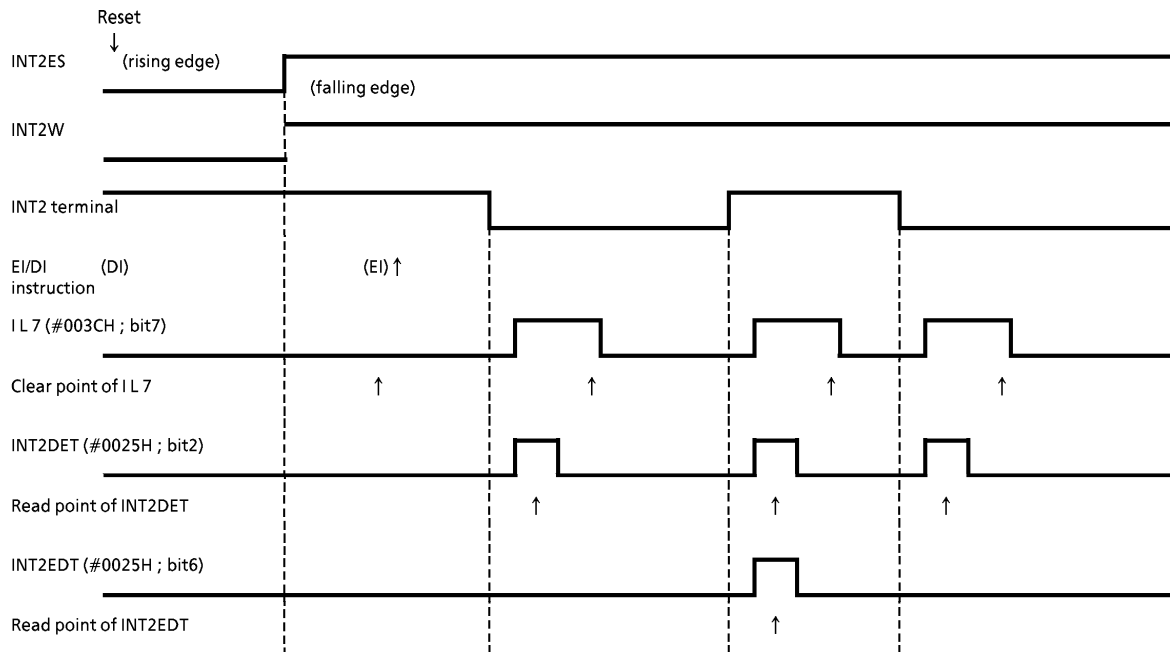 Reset
↓
INT2ES (rising edge)
(falling edge)
INT2W
INT2 terminal
EI/DI (DI) (EI) ↑
instruction
I L 7 (#003CH ; bit7)
Clear point of I L 7 ↑ ↑ ↑ ↑
INT2DET (#0025H ; bit2)
Read point of INT2DET ↑ ↑ ↑
INT2EDT (#0025H ; bit6)
Read point of INT2EDT ↑